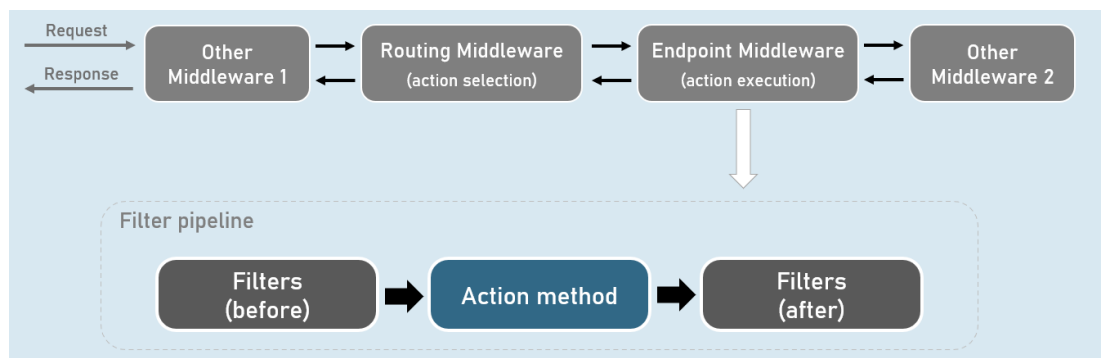 Request
Response
Other
Middleware 1
Routing Middleware
(action selection)
Endpoint Middleware
(action execution)
Other
Middleware 2
Filter pipeline
Filters
(before)
Action method
Filters
(after)